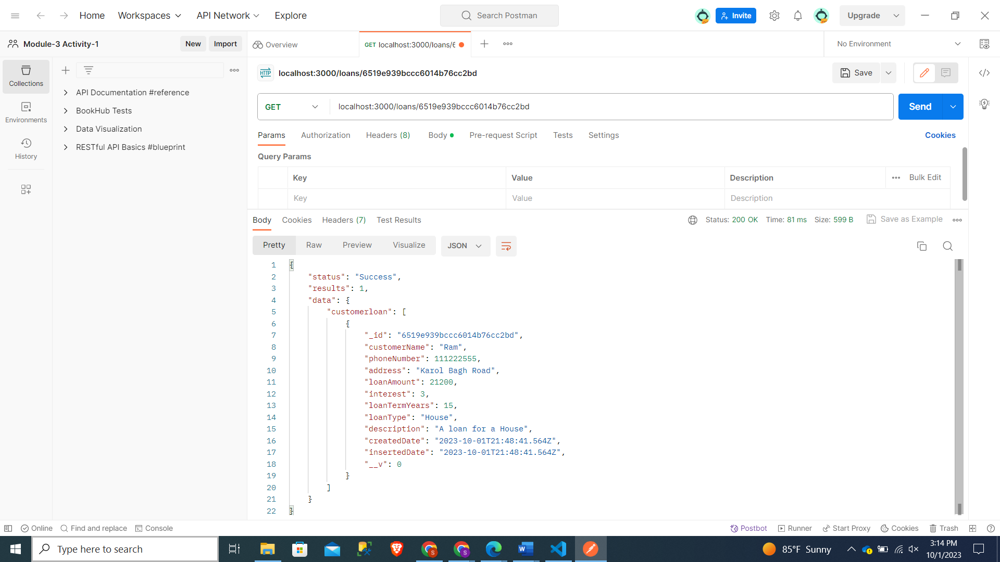 Home Workspaces API Network Explore Search Postman Invite Upgrade
Module-3 Activity-1 New Import Overview GET localhost:3000/loans/6 No Environment
HTTP localhost:3000/loans/6519e939bccc6014b76cc2bd Save
Collections
Environments
History
API Documentation #reference
BookHub Tests
Data Visualization
RESTful API Basics #blueprint
GET localhost:3000/loans/6519e939bccc6014b76cc2bd Send
Params Authorization Headers (8) Body Pre-request Script Tests Settings Cookies
Query Params
Key Value Description Bulk Edit
Key Value Description
Body Cookies Headers (7) Test Results Status: 200 OK Time: 81 ms Size: 599 B Save as Example
Pretty Raw Preview Visualize JSON
1 {
2 "status": "Success",
3 "results": 1,
4 "data": {
5 "customerloan": [
6 {
7 "_id": "6519e939bccc6014b76cc2bd",
8 "customerName": "Ram",
9 "phoneNumber": 111222555,
10 "address": "Karol Bagh Road",
11 "loanAmount": 21200,
12 "interest": 3,
13 "loanTermYears": 15,
14 "loanType": "House",
15 "description": "A loan for a House",
16 "createdDate": "2023-10-01T21:48:41.564Z",
17 "insertedDate": "2023-10-01T21:48:41.564Z",
18 "__v": 0
19 }
20 ]
21 }
22 }
Online Find and replace Console Postbot Runner Start Proxy Cookies Trash
Type here to search 85°F Sunny 3:14 PM
10/1/2023